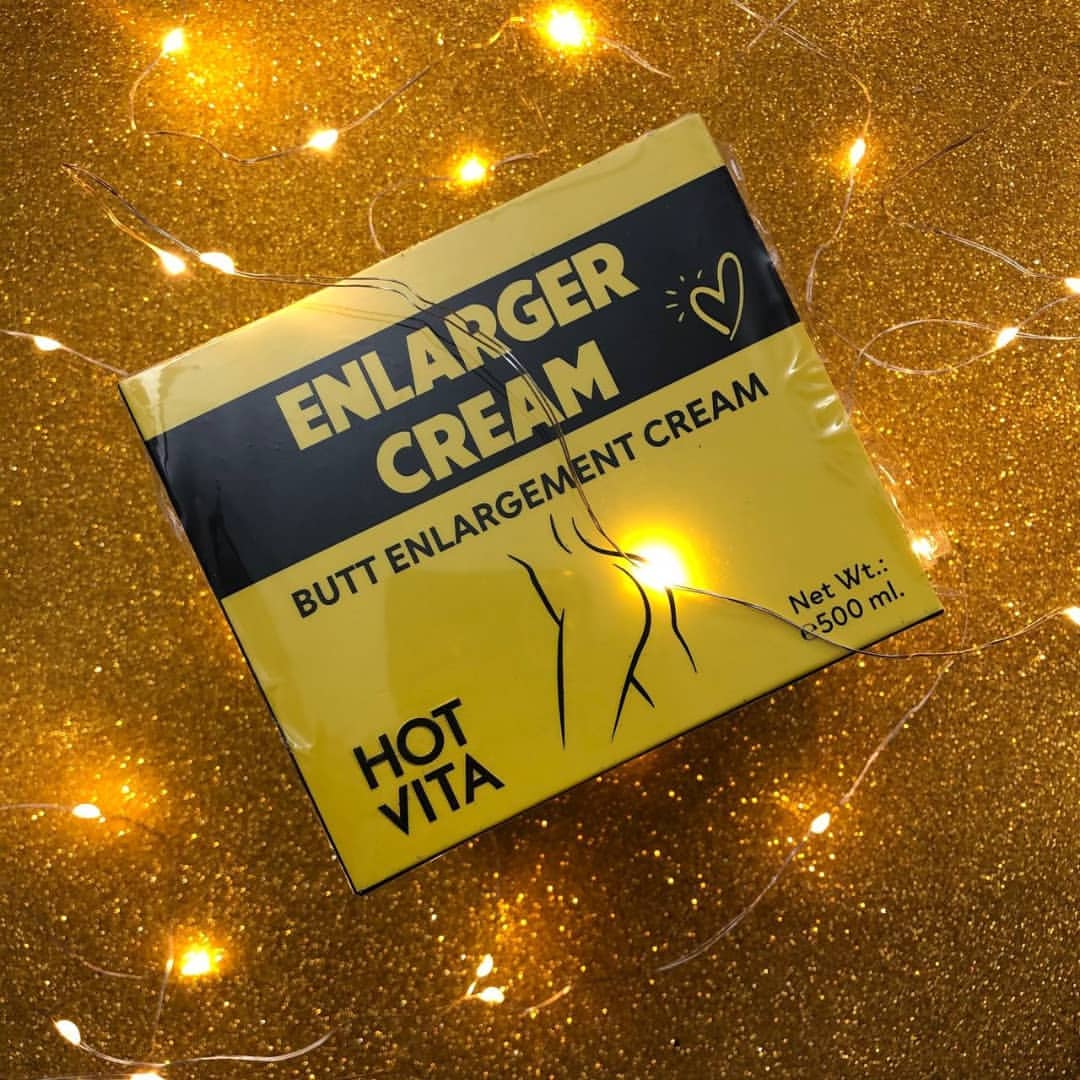 ENLARGER
CREAM
BUTT ENLARGEMENT CREAM
Net Wt.:
℮500 ml.
HOT
VITA